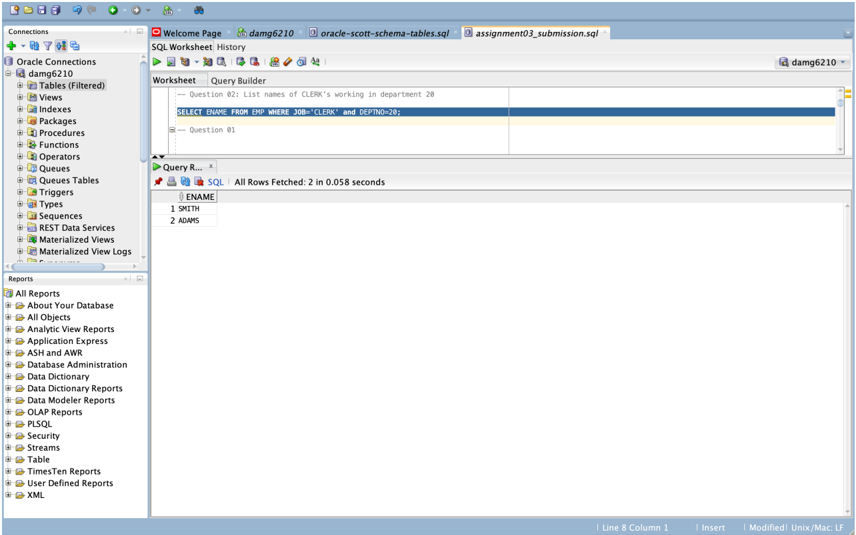 Connections
Oracle Connections
damg6210
Tables (Filtered)
Views
Indexes
Packages
Procedures
Functions
Operators
Queues
Queues Tables
Triggers
Types
Sequences
REST Data Services
Materialized Views
Materialized View Logs
Reports
All Reports
About Your Database
All Objects
Analytic View Reports
Application Express
ASH and AWR
Database Administration
Data Dictionary
Data Dictionary Reports
Data Modeler Reports
OLAP Reports
PLSQL
Security
Streams
Table
TimesTen Reports
User Defined Reports
XML
Welcome Page damg6210 oracle-scott-schema-tables.sql assignment03_submission.sql
SQL Worksheet History
damg6210
Worksheet Query Builder
-- Question 02: List names of CLERK's working in department 20
SELECT ENAME FROM EMP WHERE JOB='CLERK' and DEPTNO=20;
-- Question 01
Query R... x
SQL | All Rows Fetched: 2 in 0.058 seconds
ENAME
1 SMITH
2 ADAMS
Line 8 Column 1 | Insert | Modified | Unix/Mac: LF